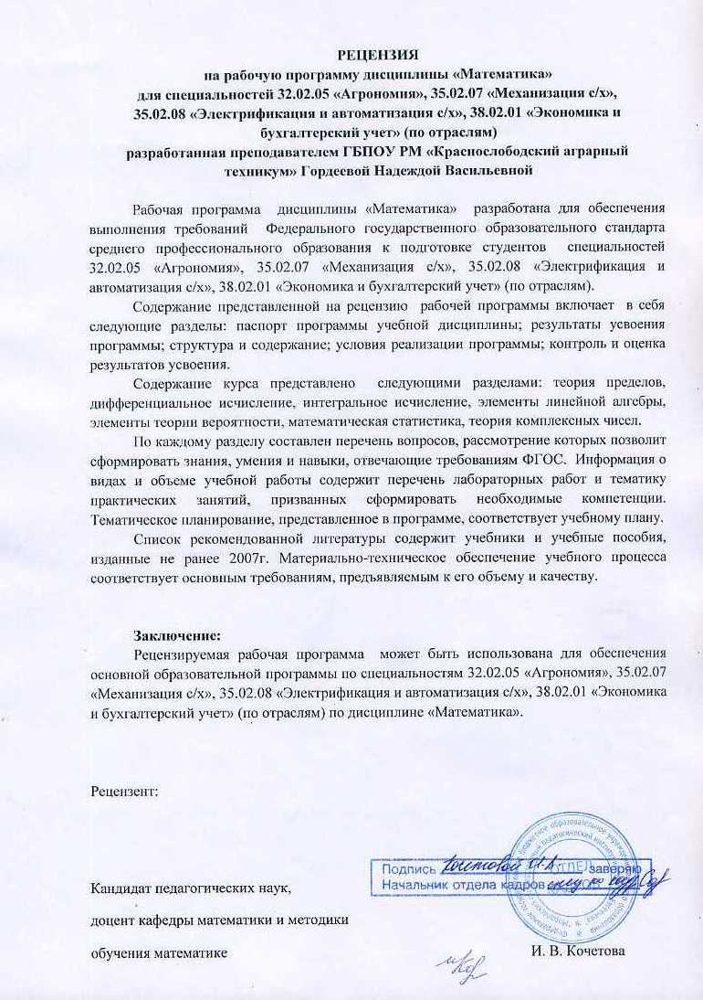 РЕЦЕНЗИЯ
на рабочую программу дисциплины «Математика»
для специальностей 32.02.05 «Агрономия», 35.02.07 «Механизация с/х»,
35.02.08 «Электрификация и автоматизация с/х», 38.02.01 «Экономика и
бухгалтерский учет» (по отраслям)
разработанная преподавателем ГБПОУ РМ «Краснослободский аграрный
техникум» Гордеевой Надеждой Васильевной
Рабочая программа дисциплины «Математика» разработана для обеспечения
выполнения требований Федерального государственного образовательного стандарта
среднего профессионального образования к подготовке студентов специальностей
32.02.05 «Агрономия», 35.02.07 «Механизация с/х», 35.02.08 «Электрификация и
автоматизация с/х», 38.02.01 «Экономика и бухгалтерский учет» (по отраслям).
Содержание представленной на рецензию рабочей программы включает в себя
следующие разделы: паспорт программы учебной дисциплины; результаты усвоения
программы; структура и содержание; условия реализации программы; контроль и оценка
результатов усвоения.
Содержание курса представлено следующими разделами: теория пределов,
дифференциальное исчисление, интегральное исчисление, элементы линейной алгебры,
элементы теории вероятности, математическая статистика, теория комплексных чисел.
По каждому разделу составлен перечень вопросов, рассмотрение которых позволит
сформировать знания, умения и навыки, отвечающие требованиям ФГОС. Информация о
видах и объеме учебной работы содержит перечень лабораторных работ и тематику
практических занятий, призванных сформировать необходимые компетенции.
Тематическое планирование, представленное в программе, соответствует учебному плану.
Список рекомендованной литературы содержит учебники и учебные пособия,
изданные не ранее 2007г. Материально-техническое обеспечение учебного процесса
соответствует основным требованиям, предъявляемым к его объему и качеству.
Заключение:
Рецензируемая рабочая программа может быть использована для обеспечения
основной образовательной программы по специальностям 32.02.05 «Агрономия», 35.02.07
«Механизация с/х», 35.02.08 «Электрификация и автоматизация с/х», 38.02.01 «Экономика
и бухгалтерский учет» (по отраслям) по дисциплине «Математика».
Рецензент:
Подпись заверяю
Начальник отдела кадров
ОТДЕЛ
Кандидат педагогических наук,
доцент кафедры математики и методики
обучения математике И. В. Кочетова